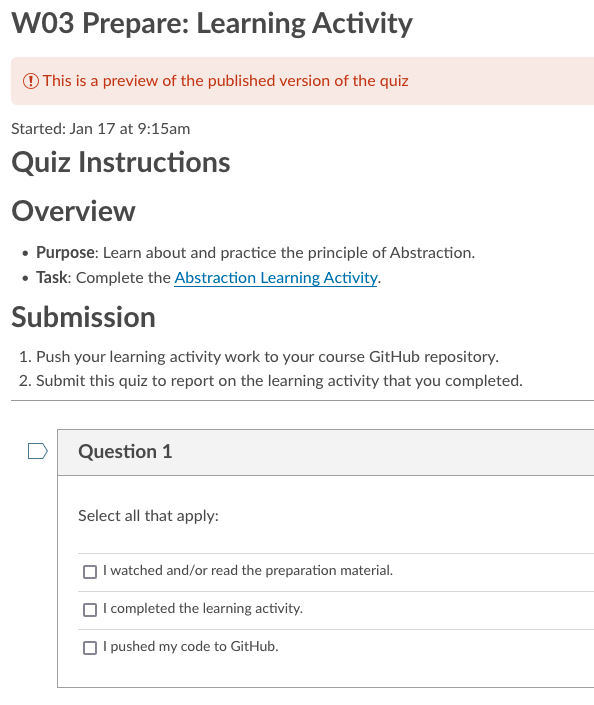 W03 Prepare: Learning Activity
This is a preview of the published version of the quiz
Started: Jan 17 at 9:15am
Quiz Instructions
Overview
• Purpose: Learn about and practice the principle of Abstraction.
• Task: Complete the Abstraction Learning Activity.
Submission
1. Push your learning activity work to your course GitHub repository.
2. Submit this quiz to report on the learning activity that you completed.
Question 1
Select all that apply:
I watched and/or read the preparation material.
I completed the learning activity.
I pushed my code to GitHub.